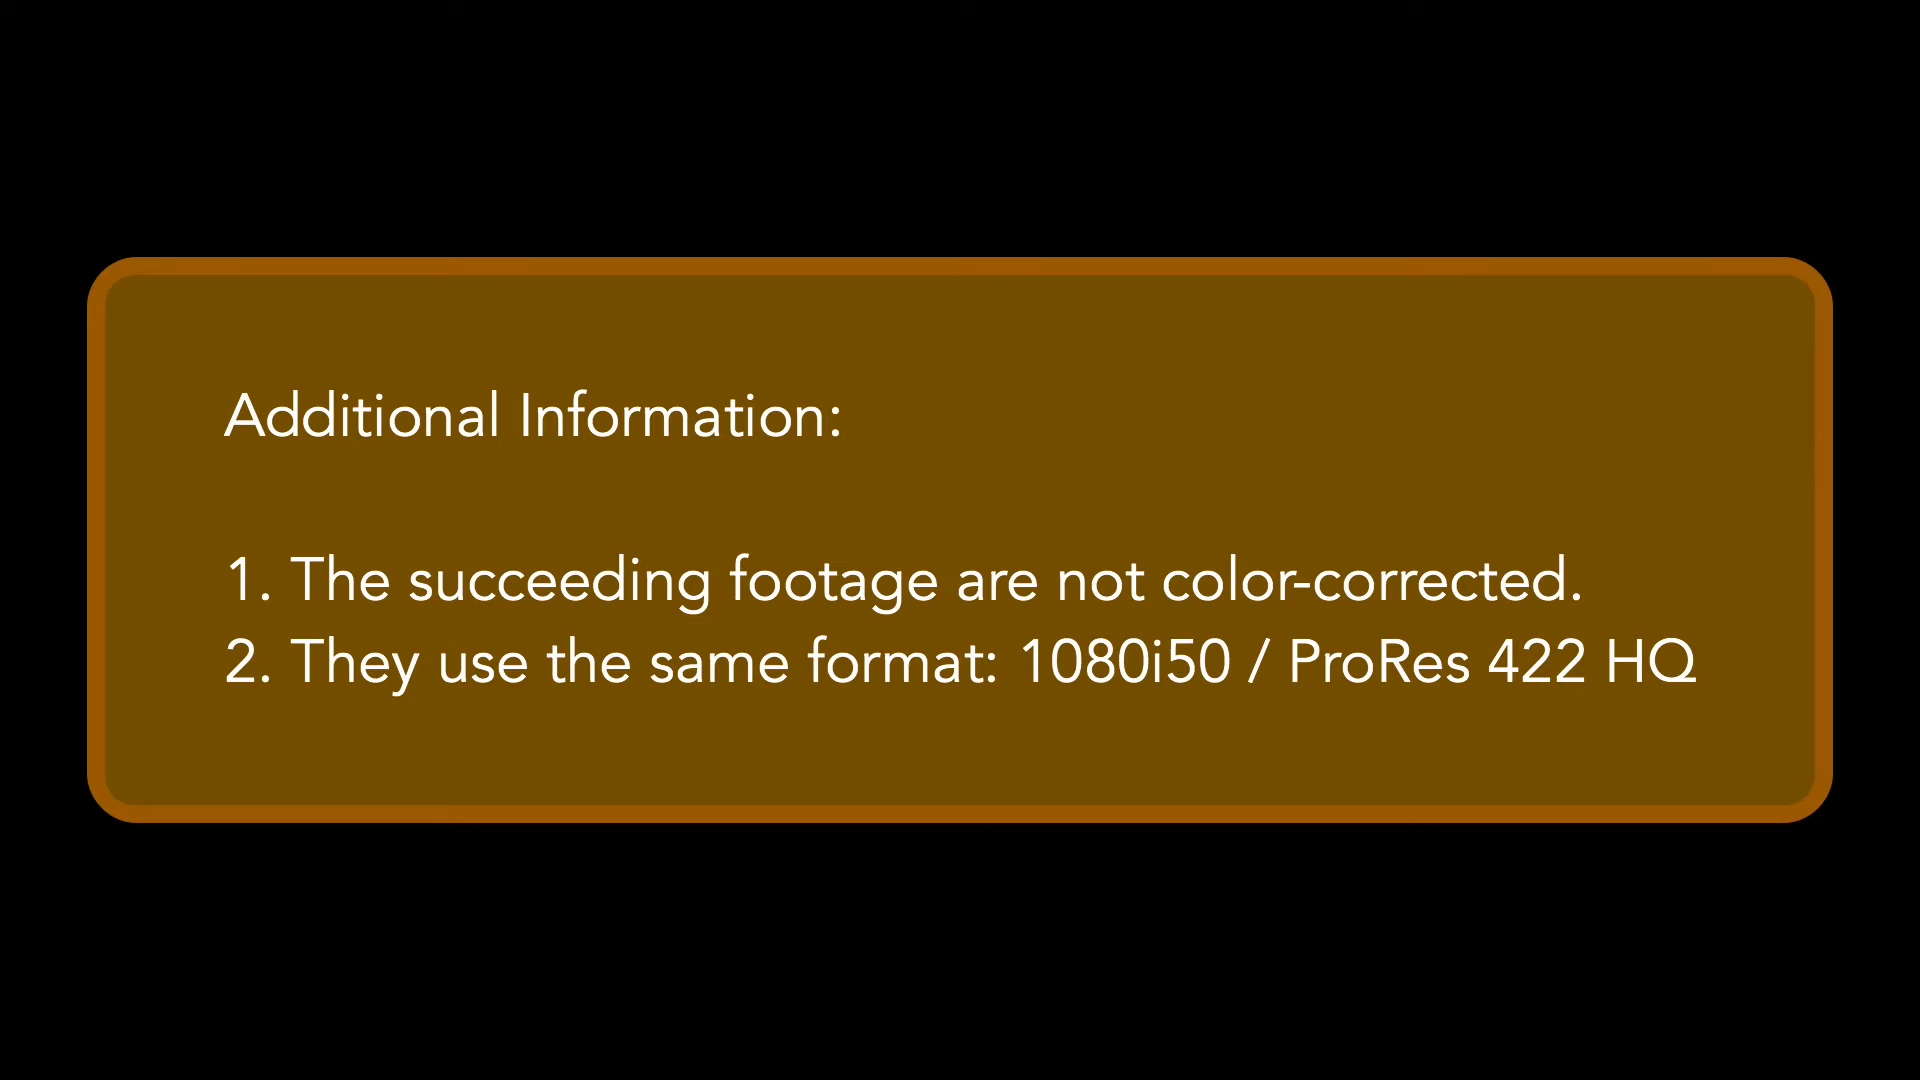 Additional Information:
1. The succeeding footage are not color-corrected.
2. They use the same format: 1080i50 / ProRes 422 HQ